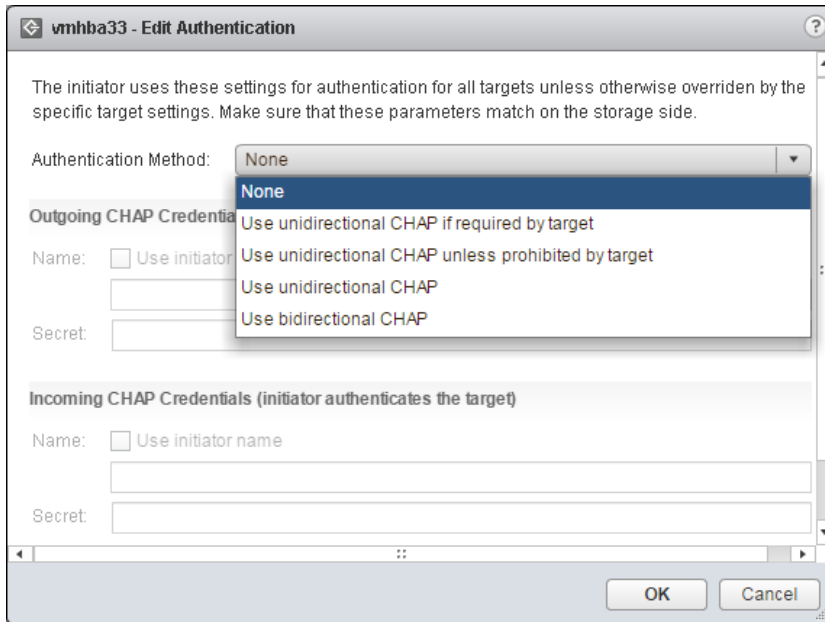 vmhba33 - Edit Authentication
?
The initiator uses these settings for authentication for all targets unless otherwise overriden by the
specific target settings. Make sure that these parameters match on the storage side.
Authentication Method: None
None
Use unidirectional CHAP if required by target
Use unidirectional CHAP unless prohibited by target
Use unidirectional CHAP
Use bidirectional CHAP
Outgoing CHAP Credentia
Name: Use initiator
Secret:
Incoming CHAP Credentials (initiator authenticates the target)
Name: Use initiator name
Secret:
OK Cancel